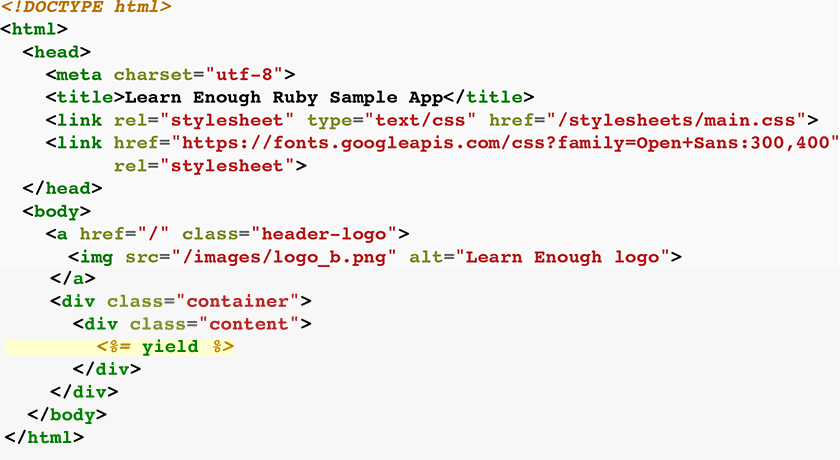 <!DOCTYPE html>
<html>
  <head>
    <meta charset="utf-8">
    <title>Learn Enough Ruby Sample App</title>
    <link rel="stylesheet" type="text/css" href="/stylesheets/main.css">
    <link href="https://fonts.googleapis.com/css?family=Open+Sans:300,400"
          rel="stylesheet">
  </head>
  <body>
    <a href="/" class="header-logo">
      <img src="/images/logo_b.png" alt="Learn Enough logo">
    </a>
    <div class="container">
      <div class="content">
        <%= yield %>
      </div>
    </div>
  </body>
</html>